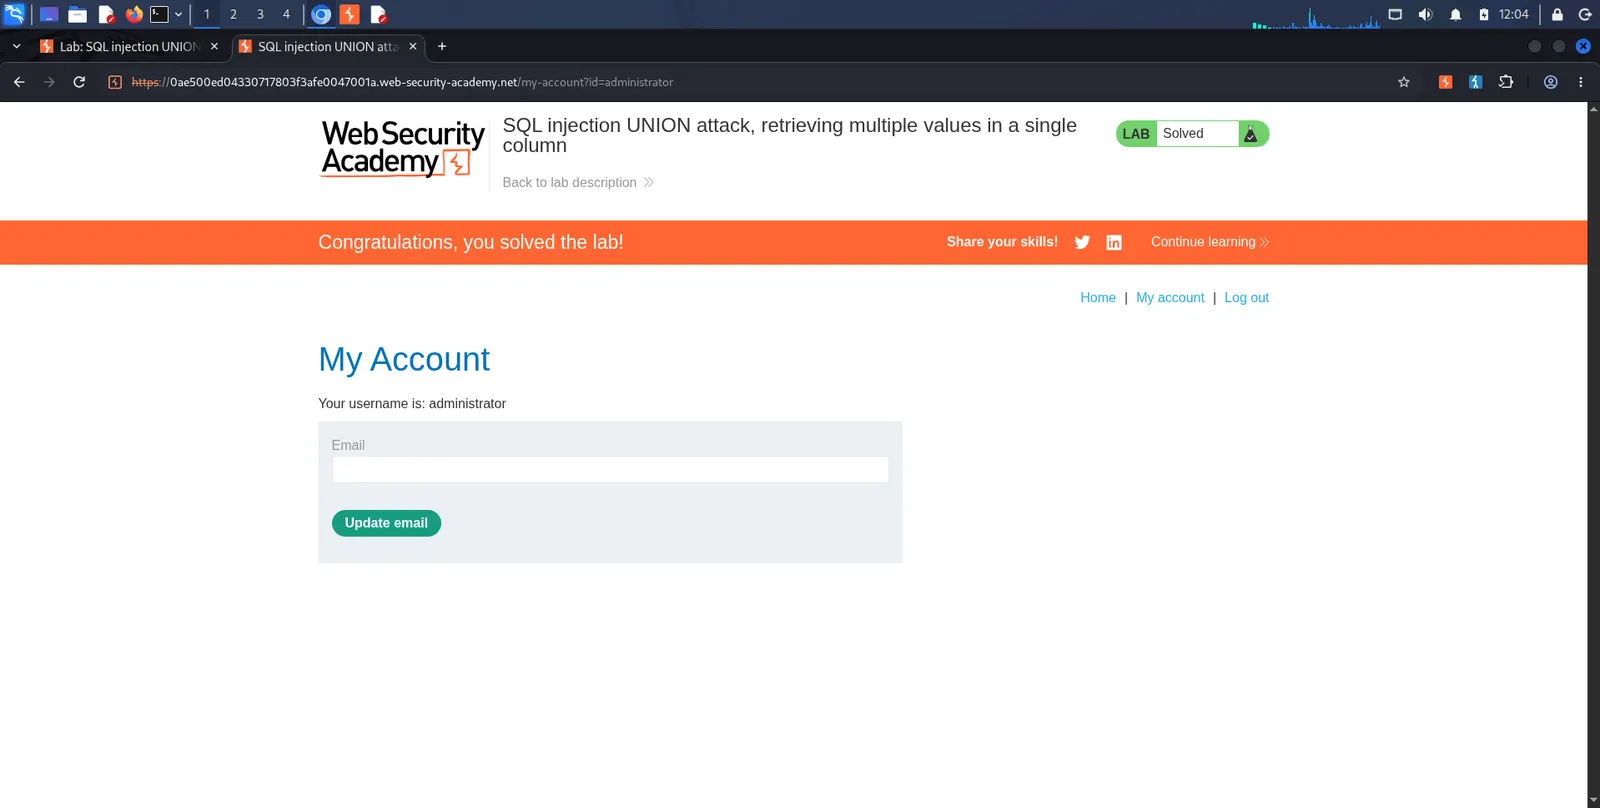 1 2 3 4
12:04
Lab: SQL injection UNION
SQL injection UNION atta
https://0ae500ed04330717803f3afe0047001a.web-security-academy.net/my-account?id=administrator
Web Security
Academy
SQL injection UNION attack, retrieving multiple values in a single
column
LAB Solved
Back to lab description
Congratulations, you solved the lab!
Share your skills!
Continue learning
Home | My account | Log out
My Account
Your username is: administrator
Email
Update email